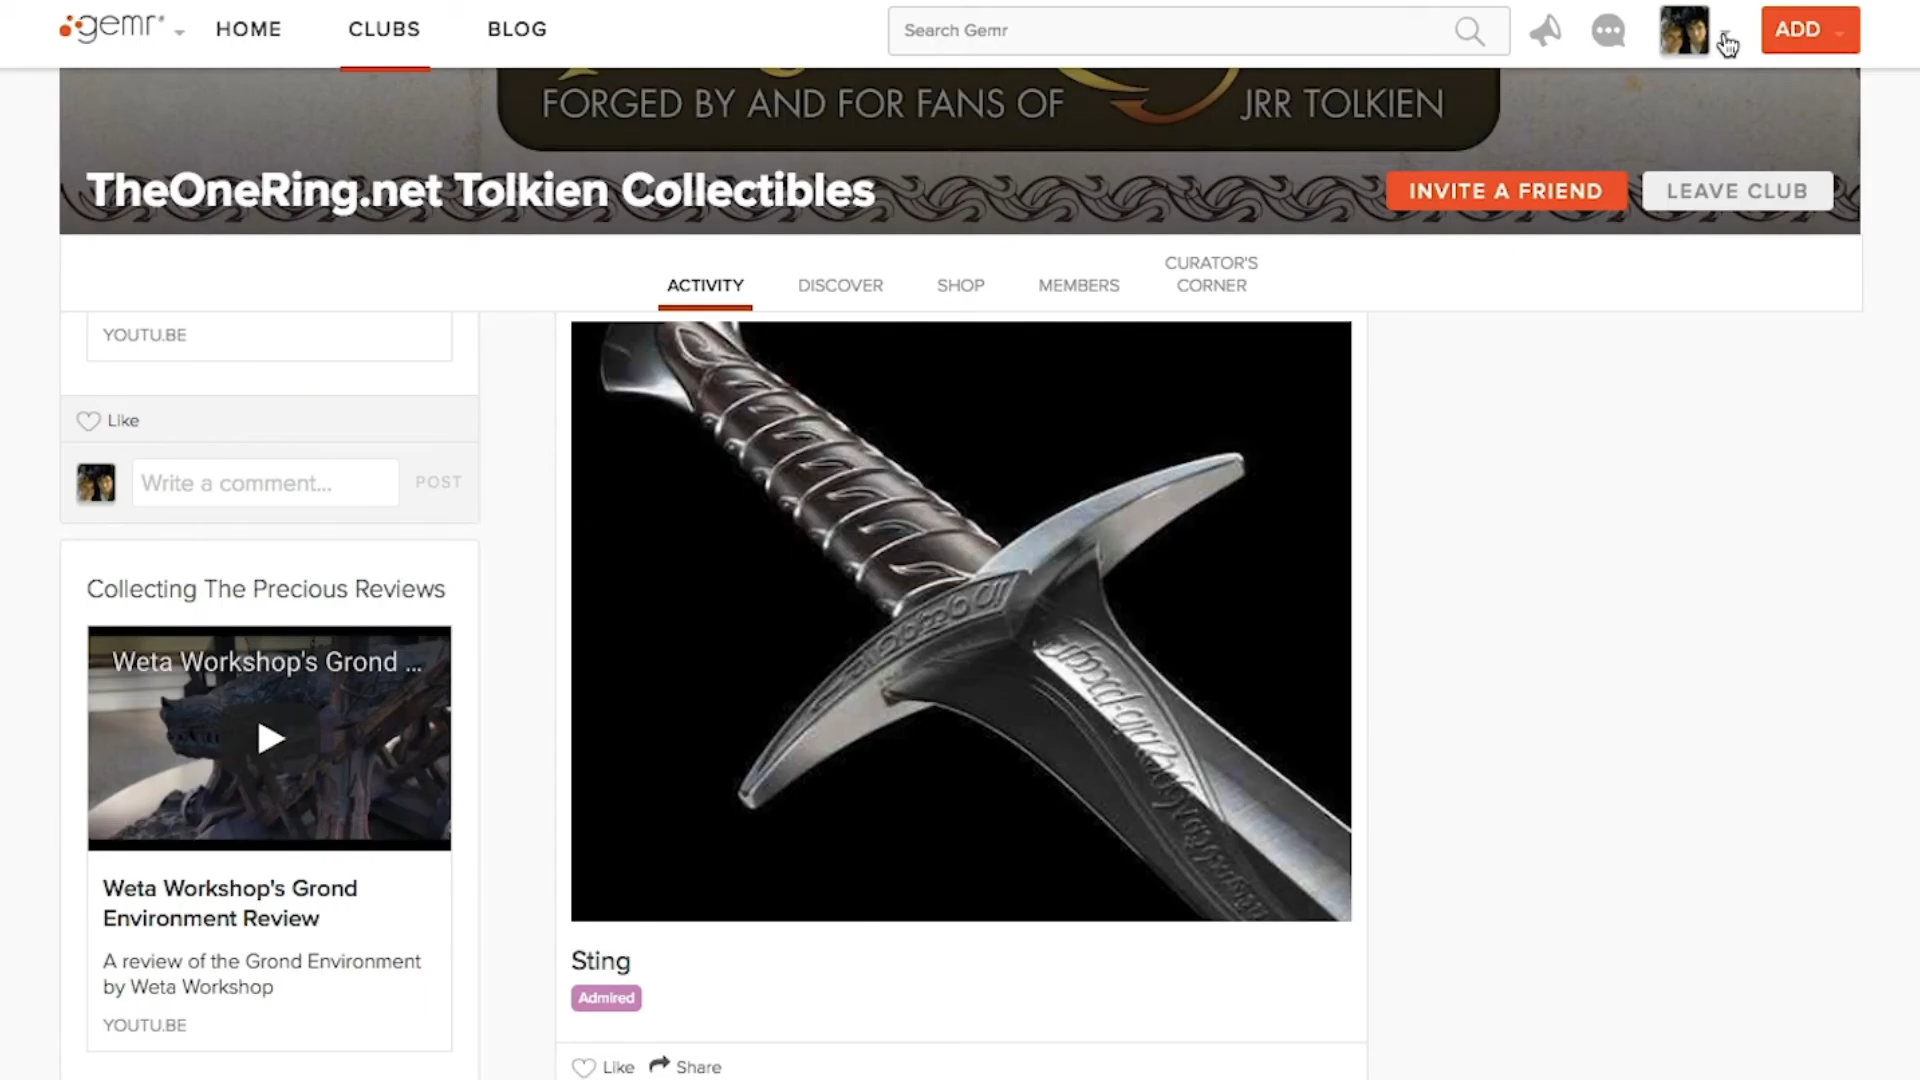 gemr
HOME
CLUBS
BLOG
Search Gemr
ADD
FORGED BY AND FOR FANS OF JRR TOLKIEN
TheOneRing.net Tolkien Collectibles
INVITE A FRIEND
LEAVE CLUB
ACTIVITY
DISCOVER
SHOP
MEMBERS
CURATOR'S
CORNER
YOUTU.BE
Like
Write a comment...
POST
Collecting The Precious Reviews
Weta Workshop's Grond ...
Weta Workshop's Grond
Environment Review
A review of the Grond Environment
by Weta Workshop
YOUTU.BE
Sting
Admired
Like
Share